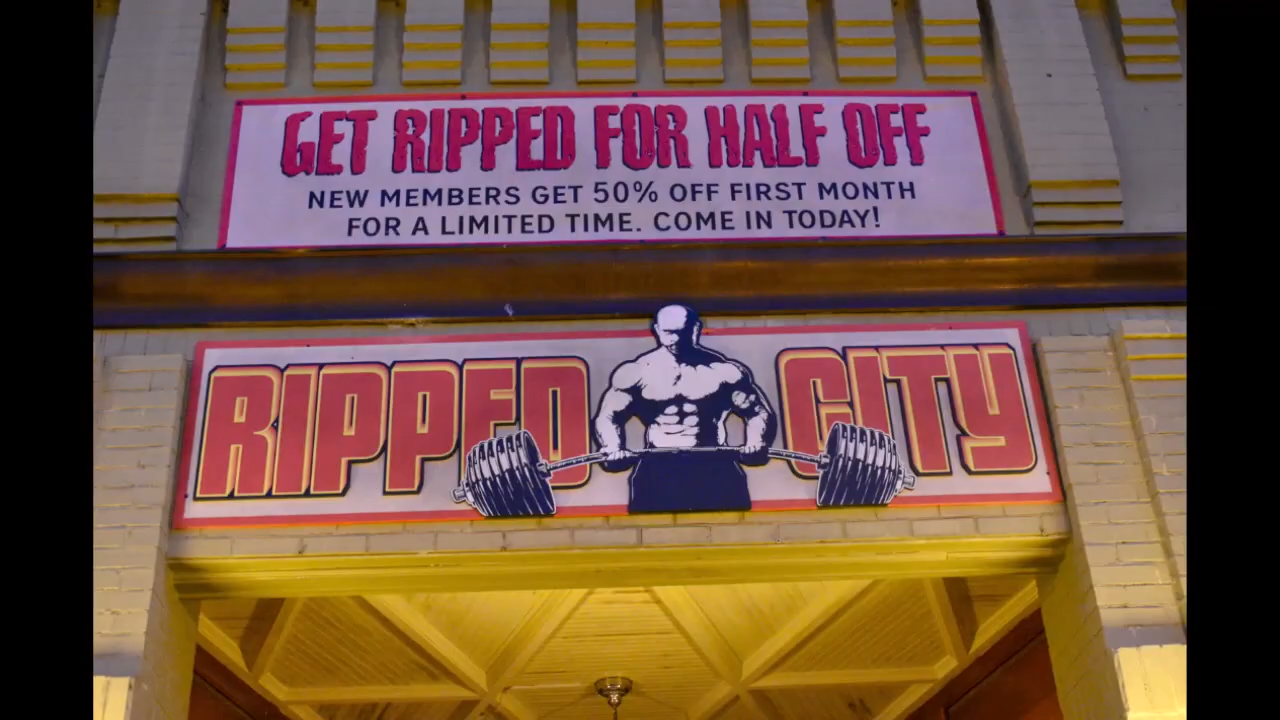 GET RIPPED FOR HALF OFF
NEW MEMBERS GET 50% OFF FIRST MONTH
FOR A LIMITED TIME. COME IN TODAY!
RIPPED CITY